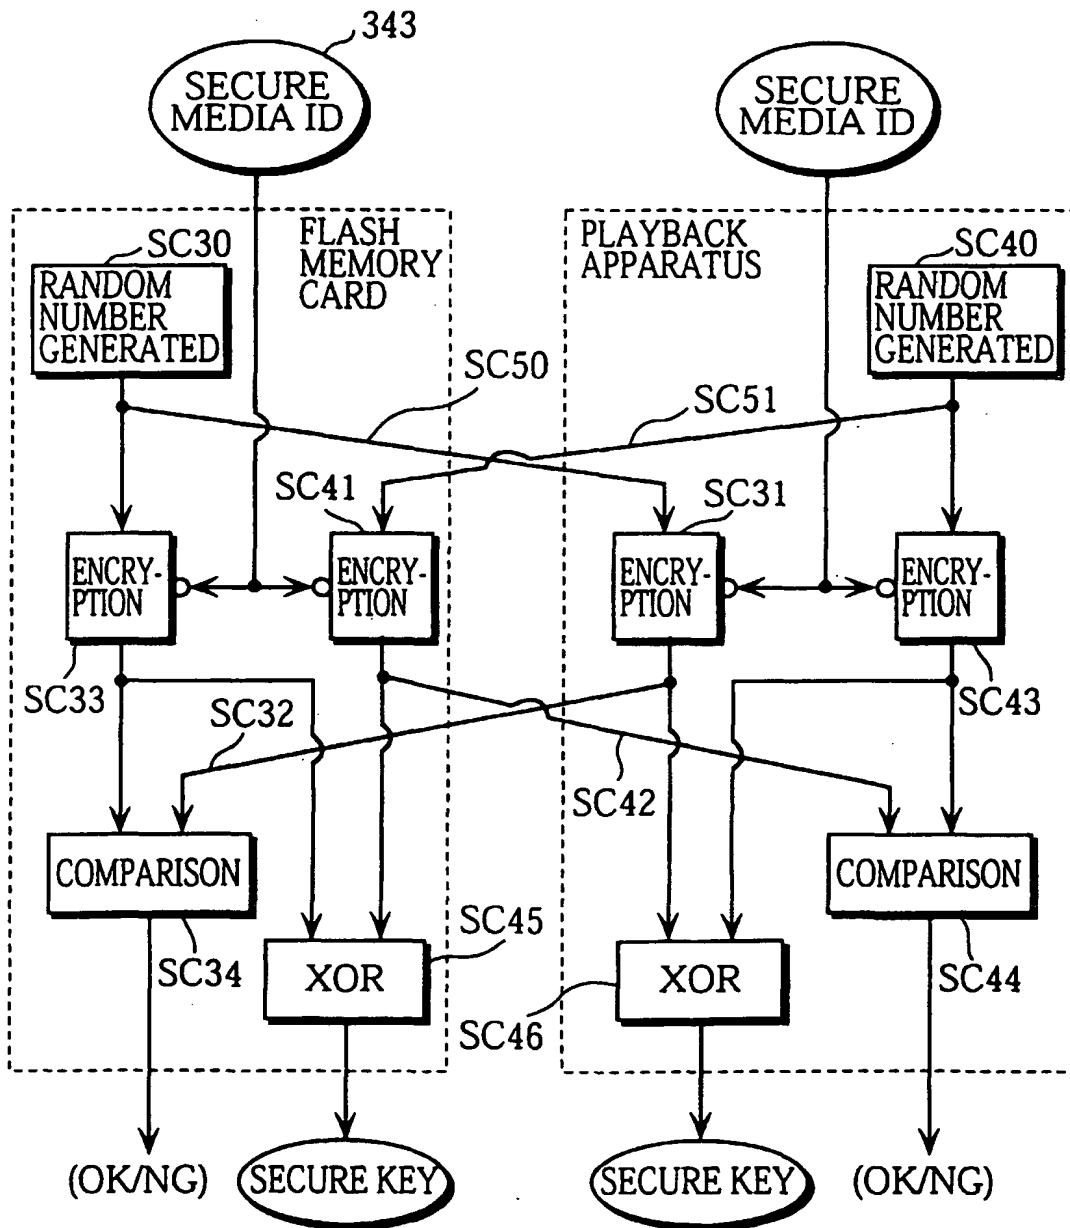 343
SECURE
MEDIA ID
SECURE
MEDIA ID
SC30
FLASH
MEMORY
CARD
PLAYBACK
APPARATUS
SC40
RANDOM
NUMBER
GENERATED
RANDOM
NUMBER
GENERATED
SC50
SC51
SC41
SC31
ENCRY-
PTION
ENCRY-
PTION
ENCRY-
PTION
ENCRY-
PTION
SC33
SC32
SC43
SC42
COMPARISON
COMPARISON
SC45
SC34
XOR
XOR
SC44
SC46
(OK/NG)
SECURE KEY
SECURE KEY
(OK/NG)